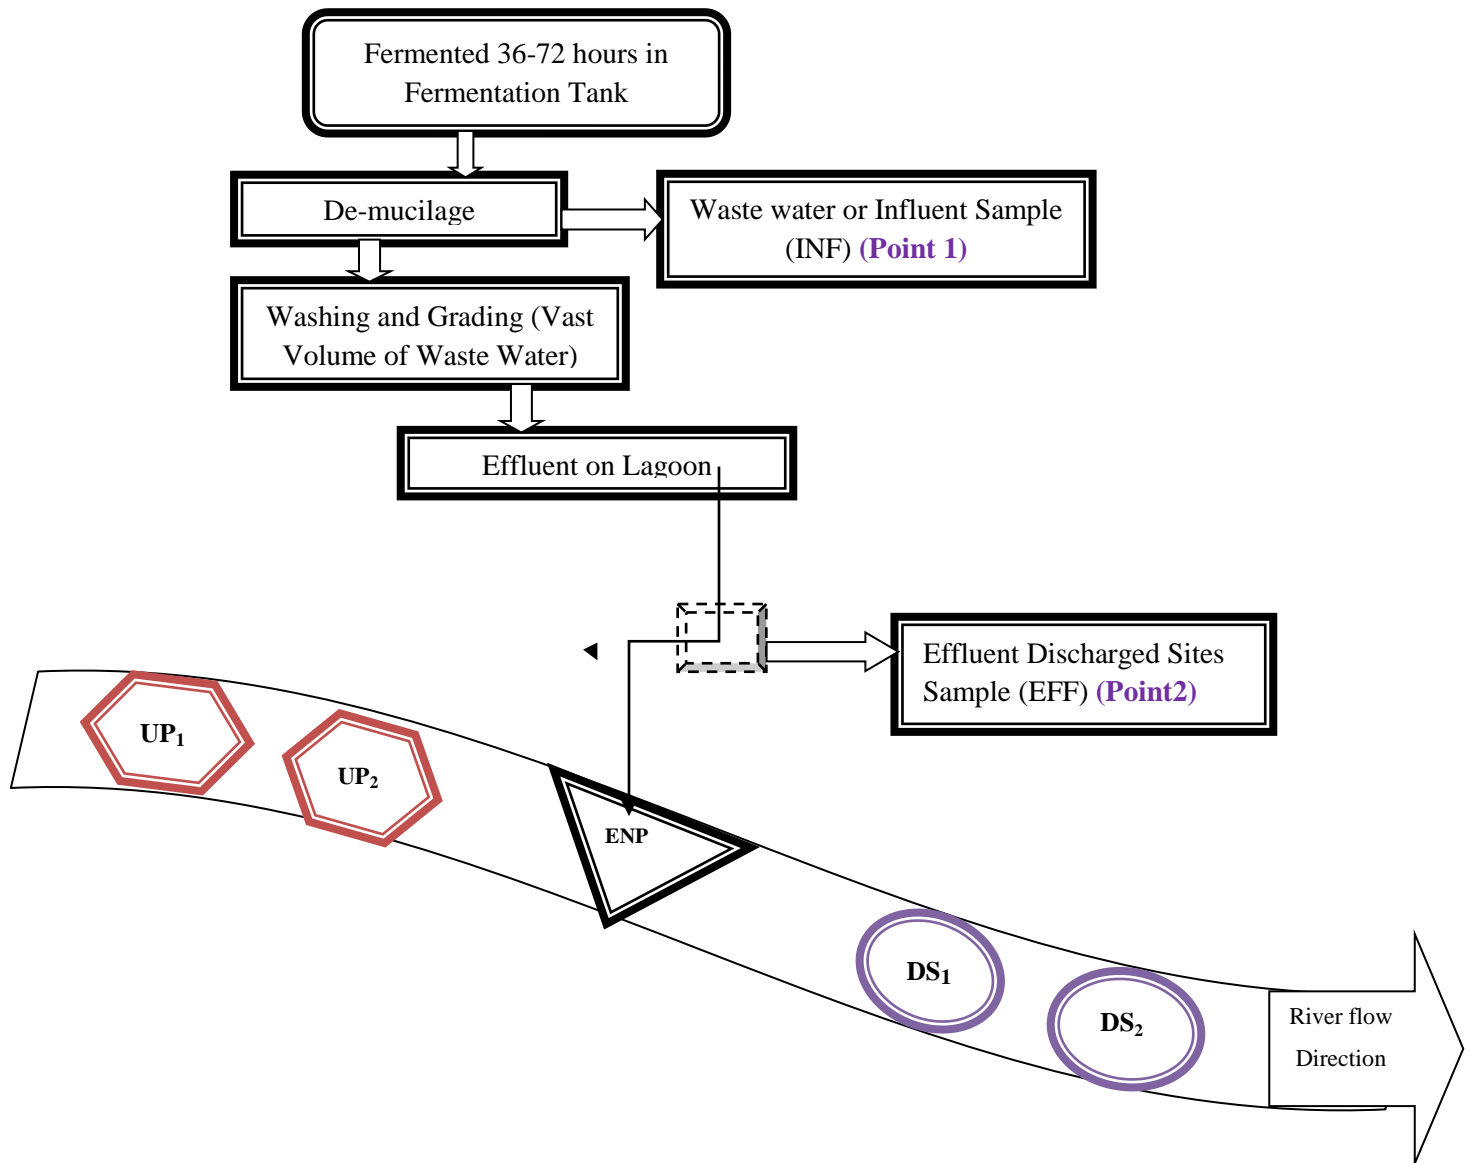 Fermented 36-72 hours in
Fermentation Tank
De-mucilage
Waste water or Influent Sample
(INF) (Point 1)
Washing and Grading (Vast
Volume of Waste Water)
Effluent on Lagoon
Effluent Discharged Sites
Sample (EFF) (Point2)
UP₁
UP₂
ENP
DS1
DS₂
River flow
Direction